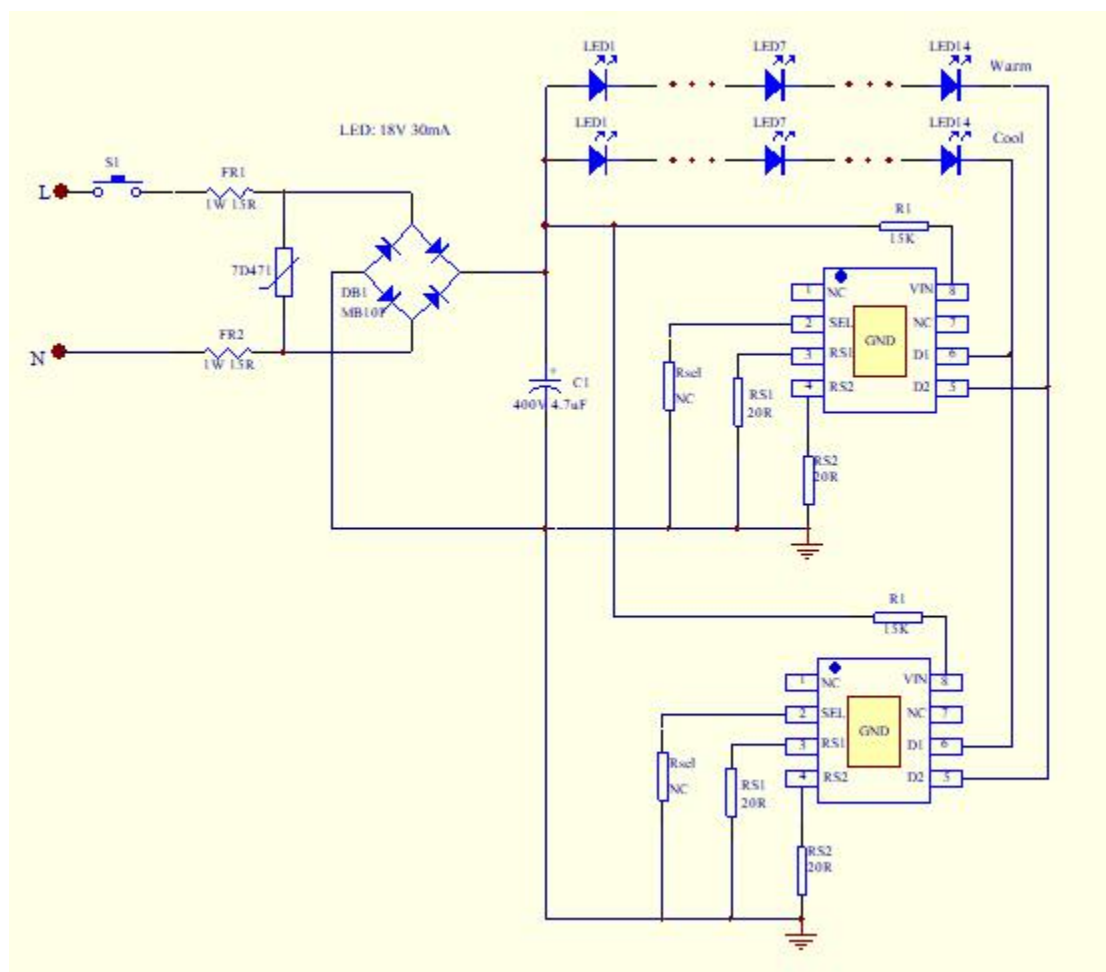 LED1 LED7 LED14 Warm
LED: 18V 30mA
LED1 LED7 LED14 Cool
S1
FR1
L
1W 15R
R1
15K
7D471
DB1
MB10F
FR2
N
1W 15R
C1
400V 4.7uF
1 NC VIN 8
2 SEL NC 7
GND
3 RS1 D1 6
4 RS2 D2 5
Rsel
NC
RS1
20R
RS2
20R
R1
15K
1 NC VIN 8
2 SEL NC 7
GND
3 RS1 D1 6
4 RS2 D2 5
Rsel
NC
RS1
20R
RS2
20R